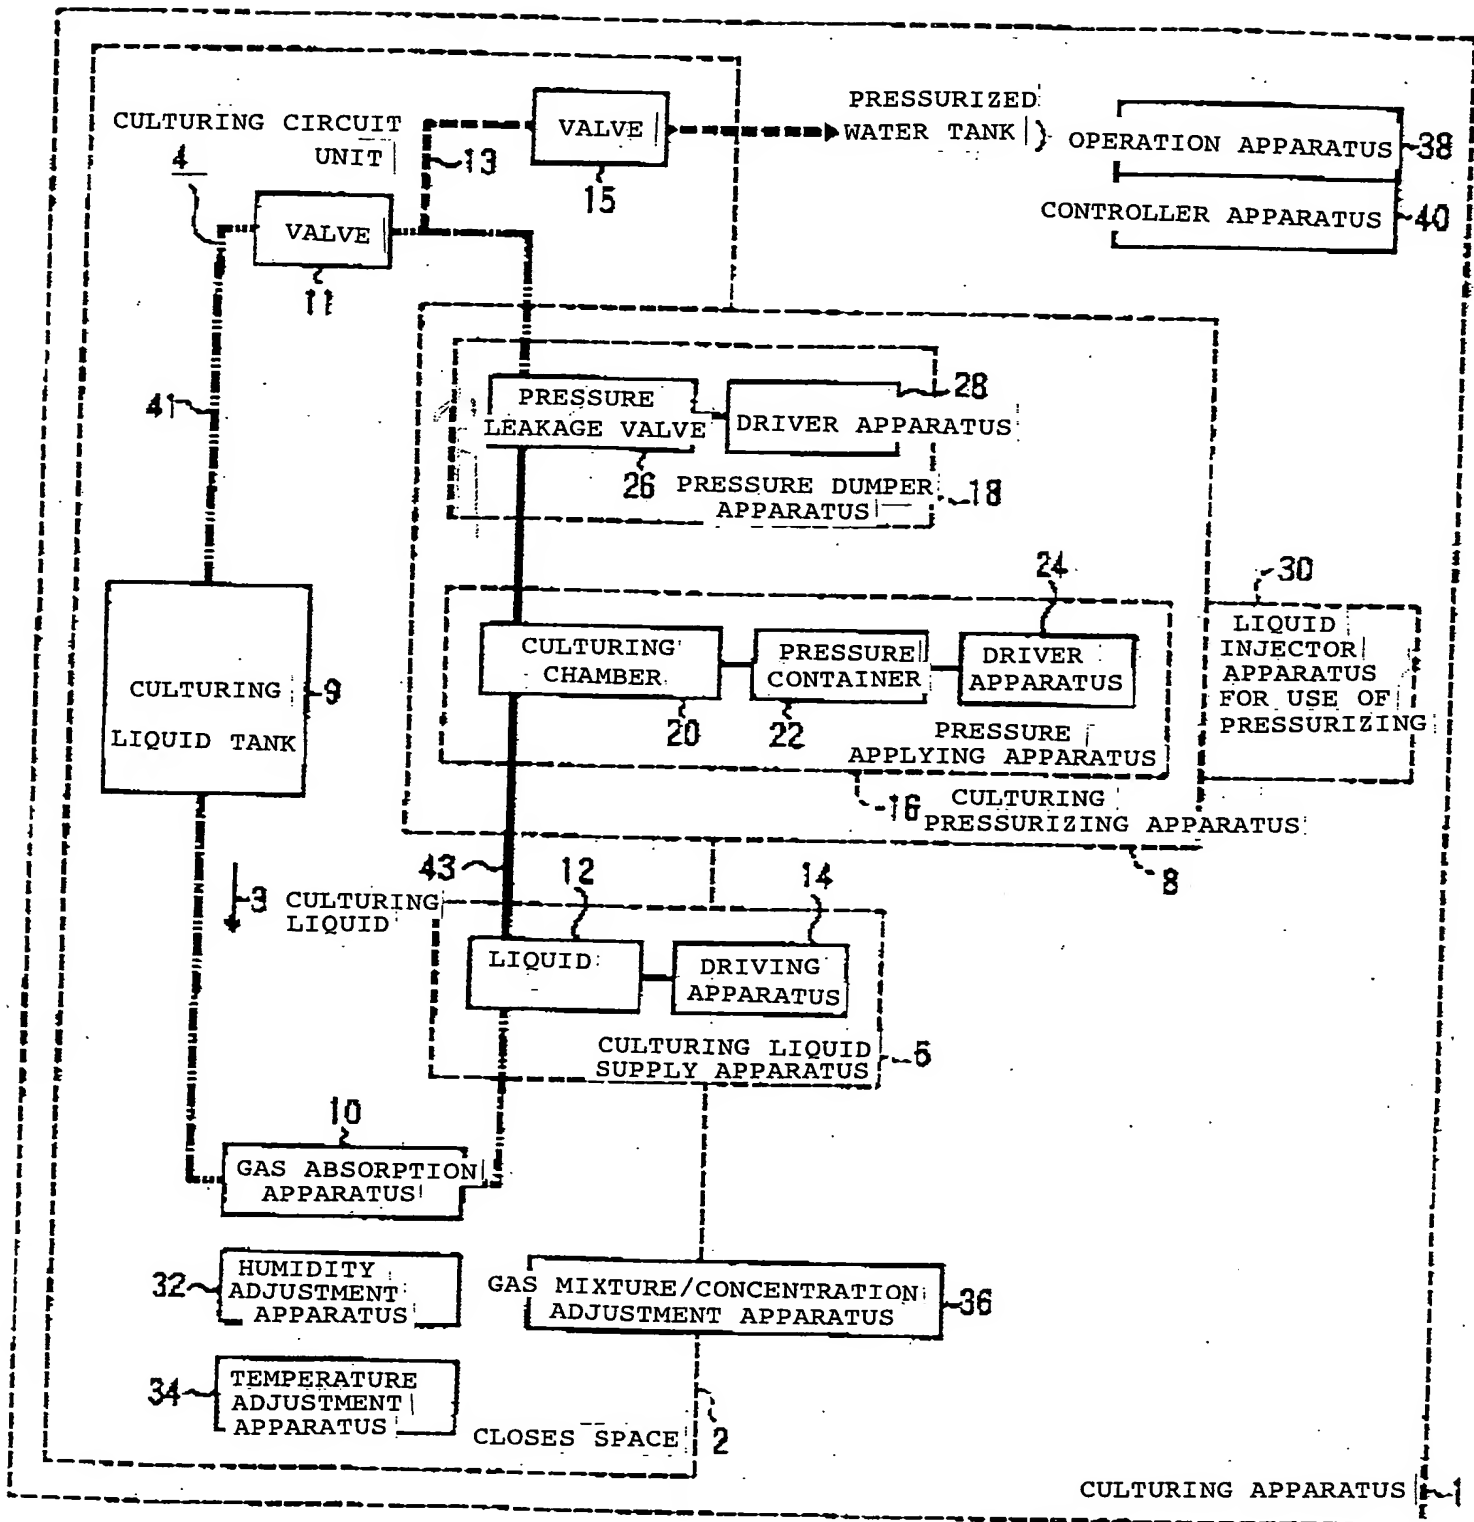 PRESSURIZED
WATER TANK
VALVE
15
CULTURING CIRCUIT
UNIT
4
13
OPERATION APPARATUS
38
CONTROLLER APPARATUS
40
VALVE
11
41
PRESSURE
LEAKAGE VALVE
26
28
DRIVER APPARATUS
PRESSURE DUMPER
APPARATUS
18
CULTURING
LIQUID TANK
9
CULTURING
CHAMBER
20
PRESSURE
CONTAINER
22
24
DRIVER
APPARATUS
PRESSURE
APPLYING APPARATUS
16
30
LIQUID
INJECTOR
APPARATUS
FOR USE OF
PRESSURIZING
CULTURING
PRESSURIZING APPARATUS
8
43
3
CULTURING
LIQUID
12
LIQUID
14
DRIVING
APPARATUS
CULTURING LIQUID
SUPPLY APPARATUS
6
10
GAS ABSORPTION
APPARATUS
32
HUMIDITY
ADJUSTMENT
APPARATUS
GAS MIXTURE/CONCENTRATION
ADJUSTMENT APPARATUS
36
34
TEMPERATURE
ADJUSTMENT
APPARATUS
CLOSES SPACE
2
CULTURING APPARATUS
1